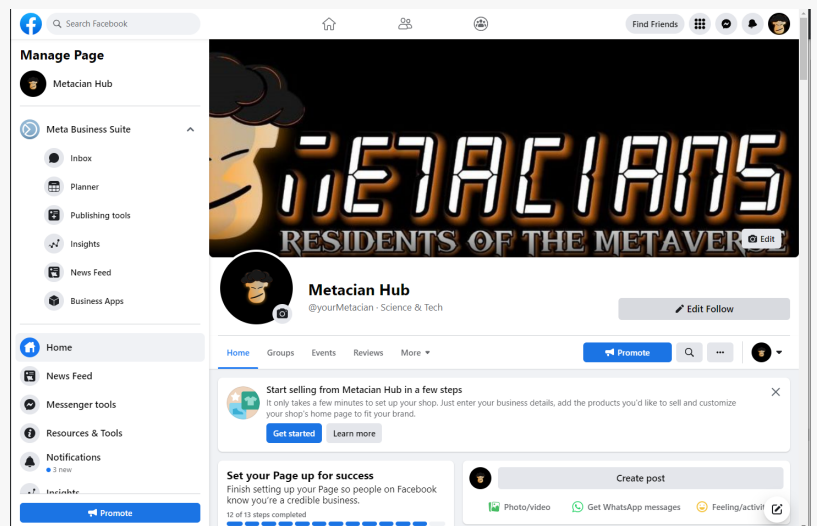 Search Facebook
Find Friends
Manage Page
Metacian Hub
Meta Business Suite
Inbox
Planner
Publishing tools
Insights
News Feed
Business Apps
Home
News Feed
Messenger tools
Resources & Tools
Notifications
3 new
Insights
Promote
METACIANS
RESIDENTS OF THE METAVERSE
Edit
Metacian Hub
@yourMetacian · Science & Tech
Edit Follow
Home Groups Events Reviews More
Promote
Start selling from Metacian Hub in a few steps
It only takes a few minutes to set up your shop. Just enter your business details, add the products you'd like to sell and customize
your shop's home page to fit your brand.
Get started Learn more
Set your Page up for success
Finish setting up your Page so people on Facebook
know you're a credible business.
12 of 13 steps completed
Create post
Photo/video Get WhatsApp messages Feeling/activit